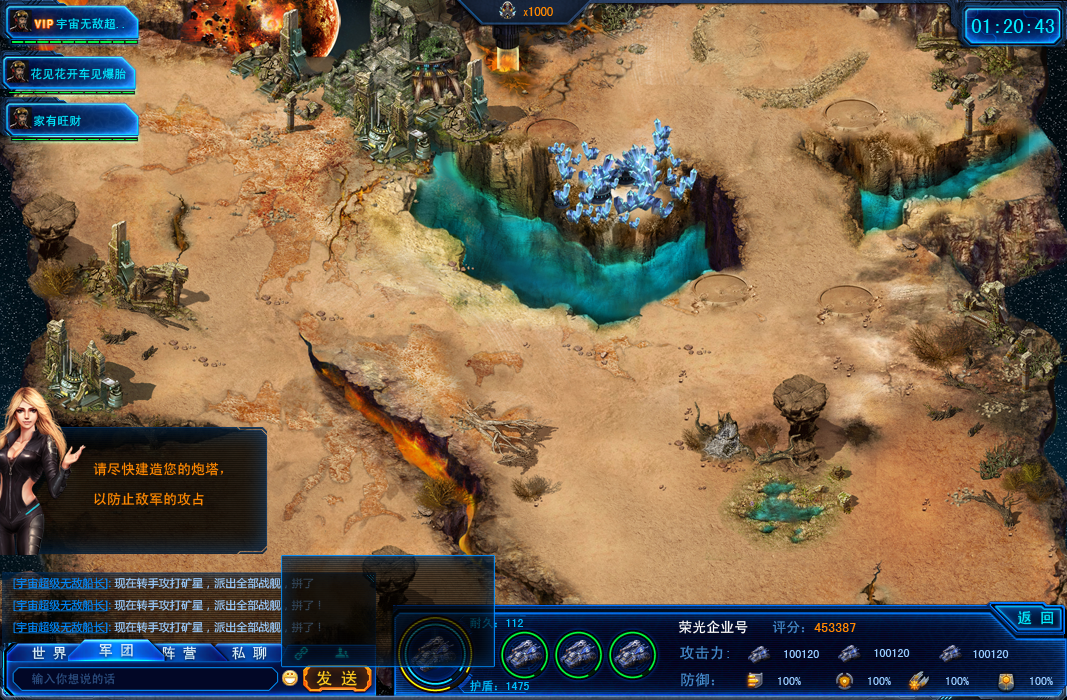 VIP 宇宙无敌超..
x1000
01:20:43
花见花开车见爆胎
家有旺财
请尽快建造您的炮塔,
以防止敌军的攻占
[宇宙超级无敌船长]: 现在转手攻打矿星，派出全部战舰，拼了
[宇宙超级无敌船长]: 现在转手攻打矿星，派出全部战舰，拼了！
[宇宙超级无敌船长]: 现在转手攻打矿星，派出全部战舰，拼了！
世界 军团 阵营 私聊
输入你想说的话
发送
耐久: 112
护盾: 1475
荣光企业号 评分: 453387
返回
攻击力: 100120 100120 100120
防御: 100% 100% 100% 100%